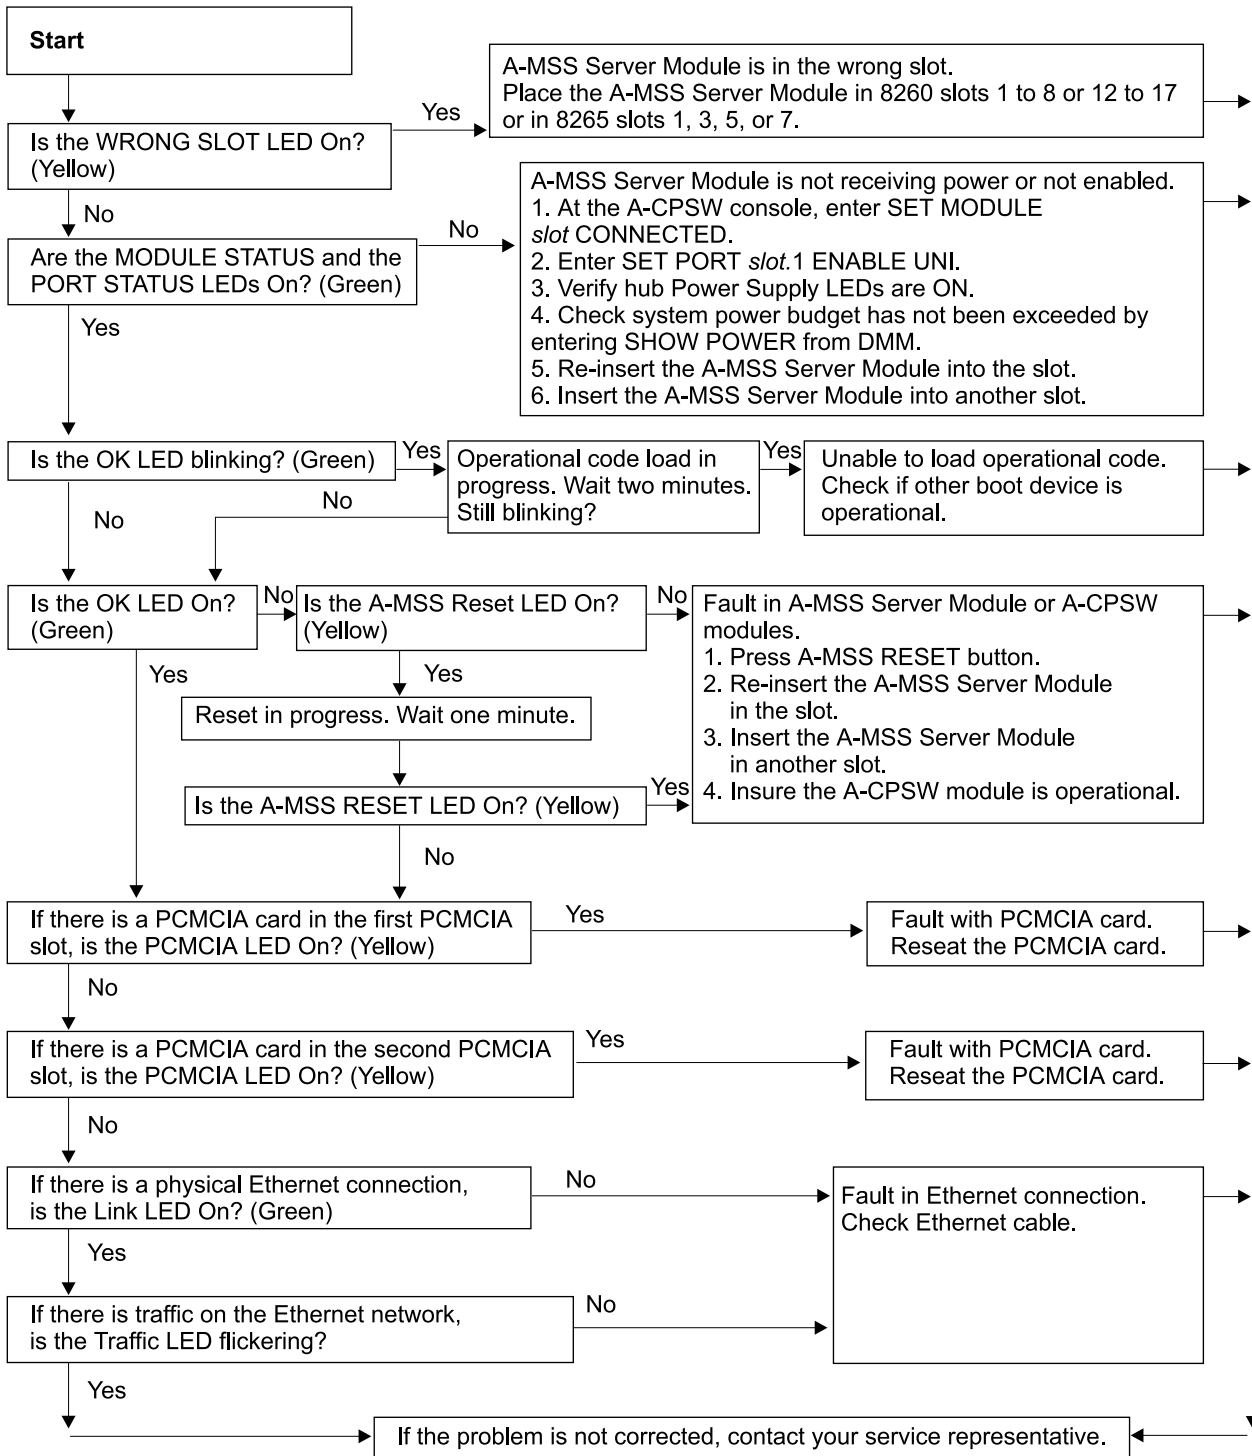 Start
A-MSS Server Module is in the wrong slot.
Place the A-MSS Server Module in 8260 slots 1 to 8 or 12 to 17
or in 8265 slots 1, 3, 5, or 7.
Yes
Is the WRONG SLOT LED On?
(Yellow)
No
A-MSS Server Module is not receiving power or not enabled.
1. At the A-CPSW console, enter SET MODULE
slot CONNECTED.
2. Enter SET PORT slot.1 ENABLE UNI.
3. Verify hub Power Supply LEDs are ON.
4. Check system power budget has not been exceeded by
entering SHOW POWER from DMM.
5. Re-insert the A-MSS Server Module into the slot.
6. Insert the A-MSS Server Module into another slot.
No
Are the MODULE STATUS and the
PORT STATUS LEDs On? (Green)
Yes
Is the OK LED blinking? (Green)
Yes
Operational code load in
progress. Wait two minutes.
Still blinking?
Yes
Unable to load operational code.
Check if other boot device is
operational.
No
No
Is the OK LED On?
(Green)
No
Is the A-MSS Reset LED On?
(Yellow)
No
Fault in A-MSS Server Module or A-CPSW
modules.
1. Press A-MSS RESET button.
2. Re-insert the A-MSS Server Module
in the slot.
3. Insert the A-MSS Server Module
in another slot.
4. Insure the A-CPSW module is operational.
Yes
Yes
Reset in progress. Wait one minute.
Is the A-MSS RESET LED On? (Yellow)
Yes
No
If there is a PCMCIA card in the first PCMCIA
slot, is the PCMCIA LED On? (Yellow)
Yes
Fault with PCMCIA card.
Reseat the PCMCIA card.
No
If there is a PCMCIA card in the second PCMCIA
slot, is the PCMCIA LED On? (Yellow)
Yes
Fault with PCMCIA card.
Reseat the PCMCIA card.
No
If there is a physical Ethernet connection,
is the Link LED On? (Green)
No
Fault in Ethernet connection.
Check Ethernet cable.
Yes
If there is traffic on the Ethernet network,
is the Traffic LED flickering?
No
Yes
If the problem is not corrected, contact your service representative.